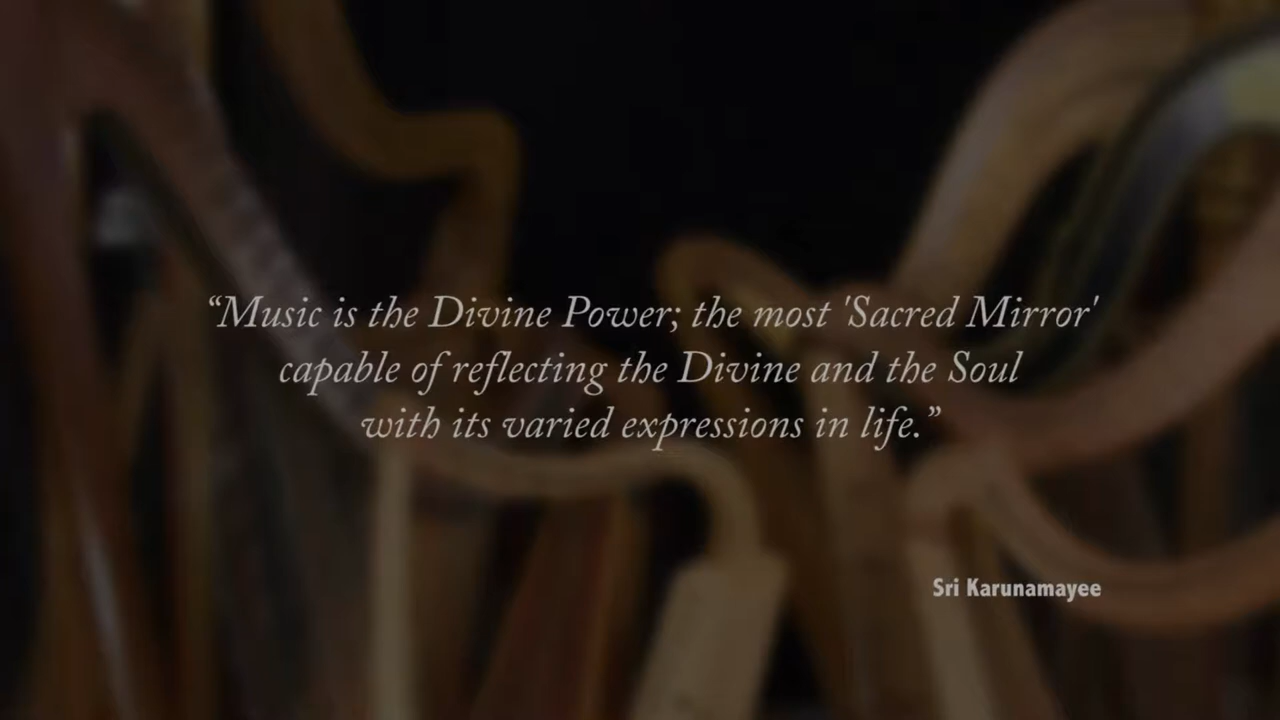 “Music is the Divine Power; the most 'Sacred Mirror'
capable of reflecting the Divine and the Soul
with its varied expressions in life.”
Sri Karunamayee